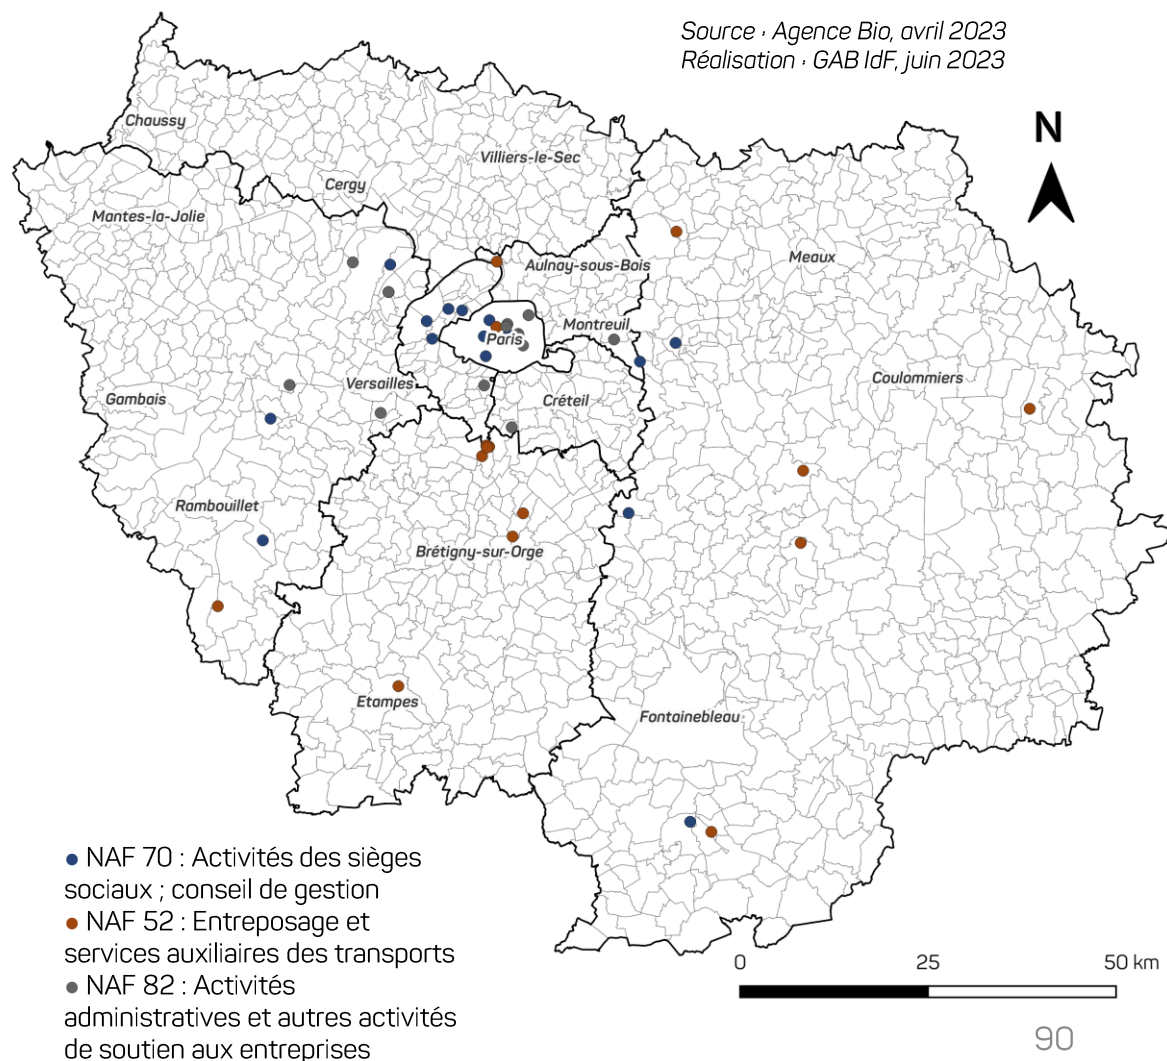 Source : Agence Bio, avril 2023
Réalisation : GAB IdF, juin 2023
N
Chaussy
Villiers-le-Sec
Cergy
Mantes-la-Jolie
Meaux
Aulnay-sous-Bois
Montreuil
Paris
Coulommiers
Versailles
Gambais
Créteil
Rambouillet
Brétigny-sur-Orge
Etampes
Fontainebleau
NAF 70 : Activités des sièges
sociaux ; conseil de gestion
NAF 52 : Entreposage et
services auxiliaires des transports
NAF 82 : Activités
administratives et autres activités
de soutien aux entreprises
0 25 50 km
90